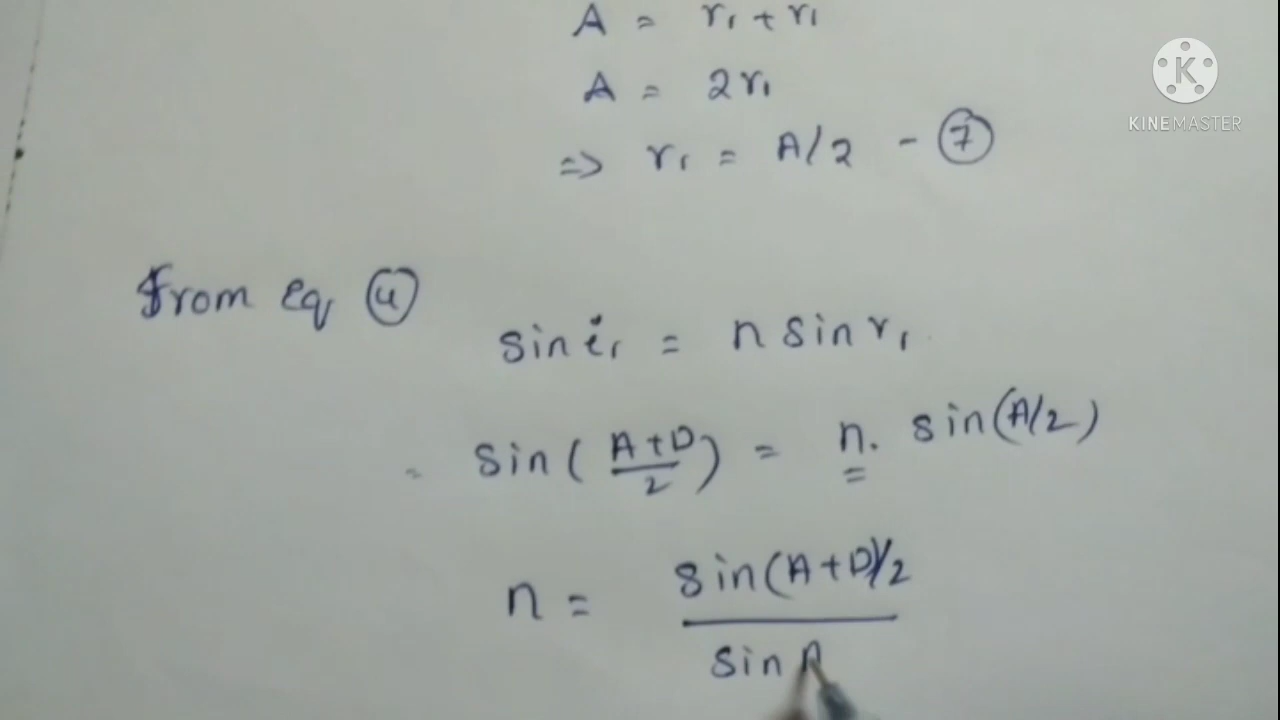 A = r₁ + r₁
A = 2r₁
K
KINEMASTER
⇒ r₁ = A/2 - ⑦
from eq ④
sin i₁ = n sin r₁
= sin(A+D/2) = n. sin(A/2)
n = sin(A+D)/2
sin A